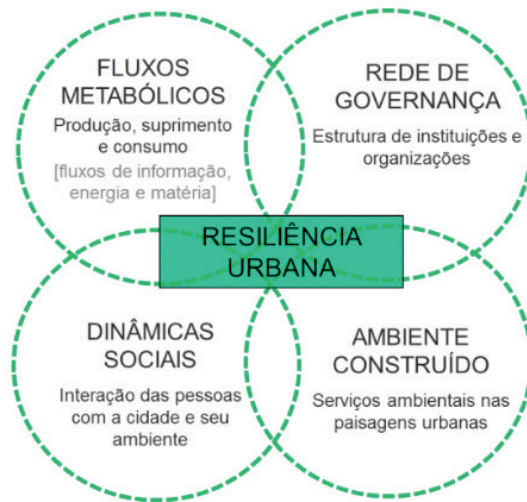 FLUXOS
METABÓLICOS
Produção, suprimento
e consumo
[fluxos de informação,
energia e matéria]
REDE DE
GOVERNANÇA
Estrutura de instituições e
organizações
RESILIÊNCIA
URBANA
DINÂMICAS
SOCIAIS
Interação das pessoas
com a cidade e seu
ambiente
AMBIENTE
CONSTRUÍDO
Serviços ambientais nas
paisagens urbanas